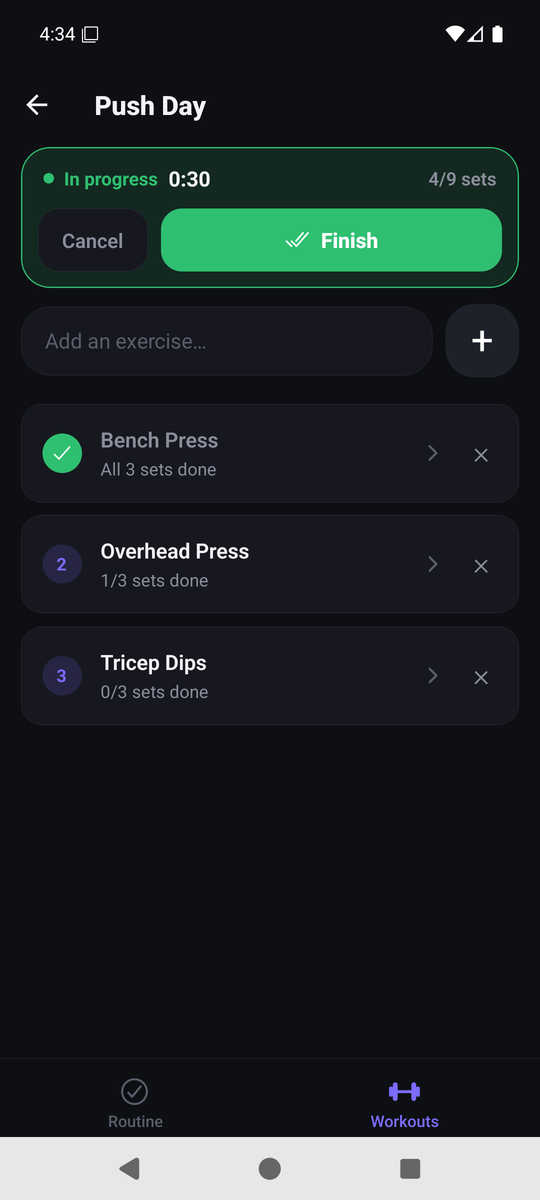 4:34
Push Day
In progress 0:30 4/9 sets
Cancel Finish
Add an exercise...
Bench Press
All 3 sets done
2
Overhead Press
1/3 sets done
3
Tricep Dips
0/3 sets done
Routine Workouts